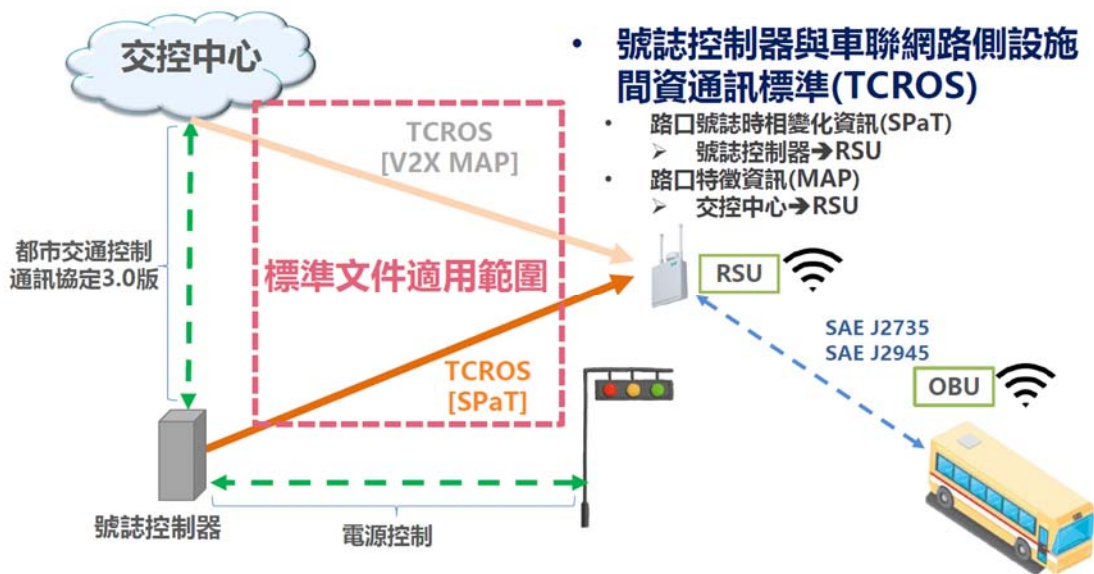 交控中心
• 號誌控制器與車聯網路側設施
間資通訊標準(TCROS)
• 路口號誌時相變化資訊(SPaT)
➢ 號誌控制器➔RSU
• 路口特徵資訊(MAP)
➢ 交控中心➔RSU
TCROS
[V2X MAP]
都市交通控制
通訊協定3.0版
標準文件適用範圍
RSU
SAE J2735
SAE J2945
TCROS
[SPaT]
OBU
號誌控制器
電源控制